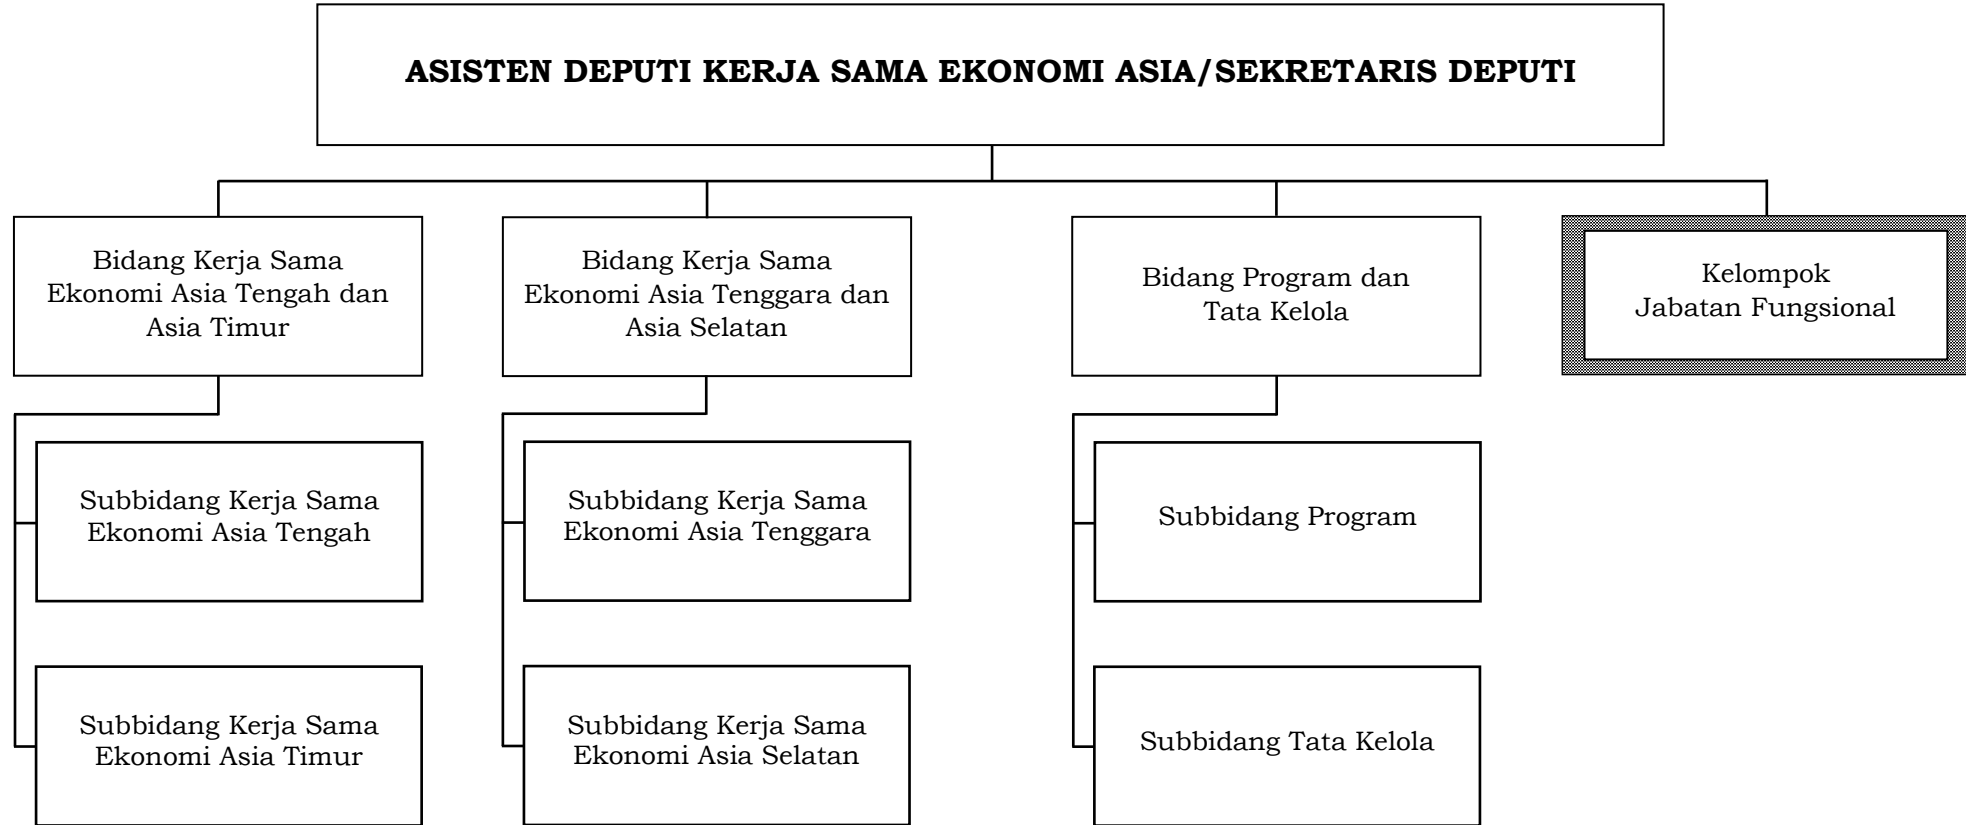 ASISTEN DEPUTI KERJA SAMA EKONOMI ASIA/SEKRETARIS DEPUTI
Bidang Kerja Sama
Ekonomi Asia Tengah dan
Asia Timur
Bidang Kerja Sama
Ekonomi Asia Tenggara dan
Asia Selatan
Bidang Program dan
Tata Kelola
Kelompok
Jabatan Fungsional
Subbidang Kerja Sama
Ekonomi Asia Tengah
Subbidang Kerja Sama
Ekonomi Asia Tenggara
Subbidang Program
Subbidang Kerja Sama
Ekonomi Asia Timur
Subbidang Kerja Sama
Ekonomi Asia Selatan
Subbidang Tata Kelola